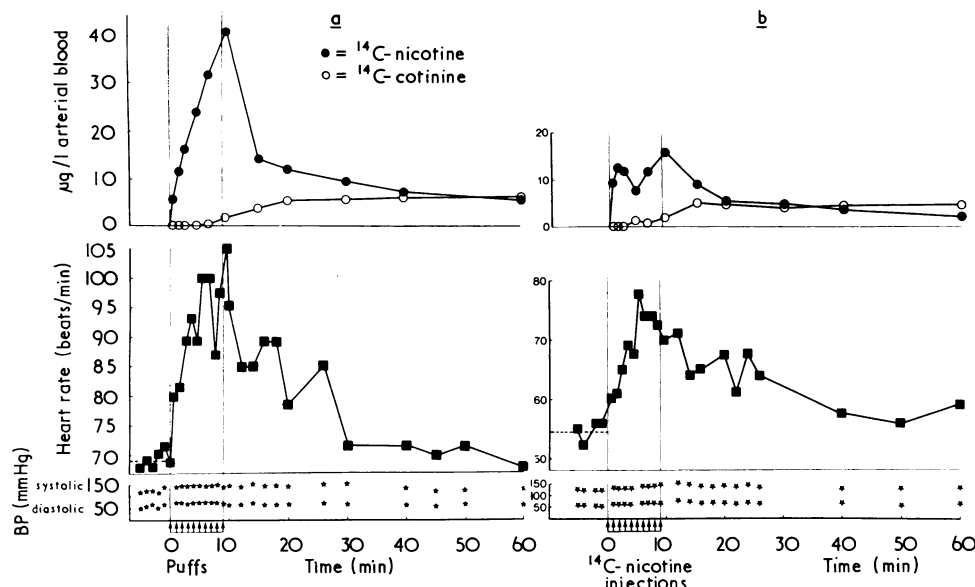 a
b
● = ¹⁴C-nicotine
○ = ¹⁴C-cotinine
µg/l arterial blood
40
30
20
10
0
20
10
0
Heart rate (beats/min)
105
100
95
90
85
80
75
70
80
70
60
50
BP (mmHg)
systolic 150
diastolic 50
150
100
50
0 10 20 30 40 50 60
Puffs Time (min)
0 10 20 30 40 50 60
¹⁴C-nicotine injections Time (min)